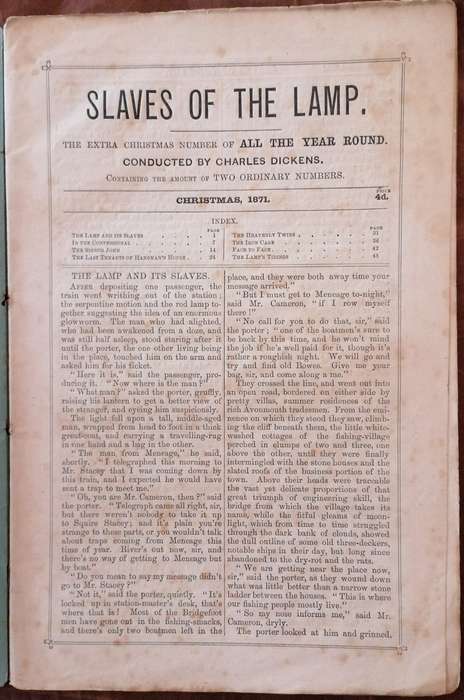 SLAVES OF THE LAMP.
THE EXTRA CHRISTMAS NUMBER OF ALL THE YEAR ROUND.
CONDUCTED BY CHARLES DICKENS.
CONTAINING THE AMOUNT OF TWO ORDINARY NUMBERS.
CHRISTMAS, 1871.
PRICE
4d.
INDEX.
PAGE
THE LAMP AND ITS SLAVES . . . . . 1
IN THE CONFESSIONAL . . . . . . 7
THE SIGNOR JOHN . . . . . . . 14
THE LAST TENANTS OF HANGMAN'S HOUSE . . 24
PAGE
THE HEAVENLY TWINS . . . . . . 31
THE IRON CAGE . . . . . . . 36
FACE TO FACE . . . . . . . 42
THE LAMP'S TIDINGS . . . . . . 48
THE LAMP AND ITS SLAVES.
AFTER depositing one passenger, the
train went writhing out of the station;
the serpentine motion and the red lamp to-
gether suggesting the idea of an enormous
glowworm. The man who had alighted,
who had been awakened from a doze, and
was still half asleep, stood staring after it
until the porter, the one other living being
in the place, touched him on the arm and
asked him for his ticket.
"Here it is," said the passenger, pro-
ducing it. "Now where is the man?"
"What man?" asked the porter, gruffly,
raising his lantern to get a better view of
the stranger, and eyeing him suspiciously.
The light fell upon a tall, middle-aged
man, wrapped from head to foot in a thick
great-coat, and carrying a travelling-rug
in one hand and a bag in the other.
"The man from Meneage," he said,
shortly. "I telegraphed this morning to
Mr. Stacey that I was coming down by
this train, and I expected he would have
sent a trap to meet me."
"Oh, you are Mr. Cameron, then?" said
the porter. "Telegraph came all right, sir,
but there weren't nobody to take it up
to Squire Stacey; and it's plain you're
strange to these parts, or you wouldn't talk
about traps coming from Meneage this
time of year. River's out now, sir, and
there's no way of getting to Meneage but
by boat."
"Do you mean to say my message didn't
go to Mr. Stacey?"
"Not it," said the porter, quietly. "It's
locked up in station-master's desk, that's
where that is! Most of the Bridgefoot
men have gone out in the fishing-smacks,
and there's only two boatmen left in the
place, and they were both away time your
message arrived."
"But I must get to Meneage to-night,"
said Mr. Cameron, "if I row myself
there!"
"No call for you to do that, sir," said
the porter; "one of the boatmen's sure to
be back by this time, and he won't mind
the job if he's well paid for it, though it's
rather a roughish night. We will go and
try and find old Bowes. Give me your
bag, sir, and come along a me."
They crossed the line, and went out into
an open road, bordered on either side by
pretty villas, summer residences of the
rich Avonmouth tradesmen. From the emi-
nence on which they stood they saw, climb-
ing the cliff beneath them, the little white-
washed cottages of the fishing-village
perched in clumps of two and three, one
above the other, until they were finally
intermingled with the stone houses and the
slated roofs of the business portion of the
town. Above their heads were traceable
the vast yet delicate proportions of that
great triumph of engineering skill, the
bridge from which the village takes its
name, while the fitful gleams of moon-
light, which from time to time struggled
through the dark bank of clouds, showed
the dull outline of some old three-deckers,
notable ships in their day, but long since
abandoned to the dry-rot and the rats.
"We are getting near the place now,
sir," said the porter, as they wound down
what was little better than a narrow stone
ladder between the houses. "This is where
our fishing people mostly live."
"So my nose informs me," said Mr.
Cameron, dryly.
The porter looked at him and grinned.